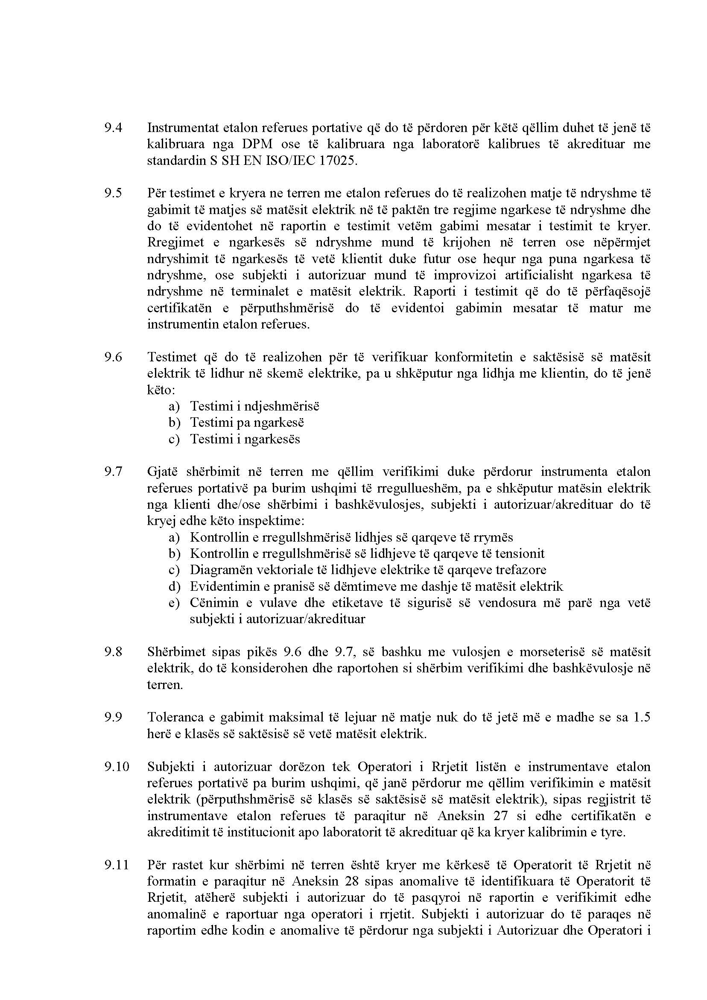 9.4 Instrumentat etalon referues portative që do të përdoren për këtë qëllim duhet të jenë të
kalibruara nga DPM ose të kalibruara nga laboratorë kalibrues të akredituar me
standardin S SH EN ISO/IEC 17025.
9.5 Për testimet e kryera ne terren me etalon referues do të realizohen matje të ndryshme të
gabimit të matjes së matësit elektrik në të paktën tre regjime ngarkese të ndryshme dhe
do të evidentohet në raportin e testimit vetëm gabimi mesatar i testimit te kryer.
Rregjimet e ngarkesës së ndryshme mund të krijohen në terren ose nëpërmjet
ndryshimit të ngarkesës të vetë klientit duke futur ose hequr nga puna ngarkesa të
ndryshme, ose subjekti i autorizuar mund të improvizoi artificialisht ngarkesa të
ndryshme në terminalet e matësit elektrik. Raporti i testimit që do të përfaqësojë
certifikatën e përputhshmërisë do të evidentoi gabimin mesatar të matur me
instrumentin etalon referues.
9.6 Testimet që do të realizohen për të verifikuar konformitetin e saktësisë së matësit
elektrik të lidhur në skemë elektrike, pa u shkëputur nga lidhja me klientin, do të jenë
këto:
a) Testimi i ndjeshmërisë
b) Testimi pa ngarkesë
c) Testimi i ngarkesës
9.7 Gjatë shërbimit në terren me qëllim verifikimi duke përdorur instrumenta etalon
referues portativë pa burim ushqimi të rregullueshëm, pa e shkëputur matësin elektrik
nga klienti dhe/ose shërbimi i bashkëvulosjes, subjekti i autorizuar/akredituar do të
kryej edhe këto inspektime:
a) Kontrollin e rregullshmërisë lidhjes së qarqeve të rrymës
b) Kontrollin e rregullshmërisë së lidhjeve të qarqeve të tensionit
c) Diagramën vektoriale të lidhjeve elektrike të qarqeve trefazore
d) Evidentimin e pranisë së dëmtimeve me dashje të matësit elektrik
e) Cënimin e vulave dhe etiketave të sigurisë së vendosura më parë nga vetë
subjekti i autorizuar/akredituar
9.8 Shërbimet sipas pikës 9.6 dhe 9.7, së bashku me vulosjen e morseterisë së matësit
elektrik, do të konsiderohen dhe raportohen si shërbim verifikimi dhe bashkëvulosje në
terren.
9.9 Toleranca e gabimit maksimal të lejuar në matje nuk do të jetë më e madhe se sa 1.5
herë e klasës së saktësisë së vetë matësit elektrik.
9.10 Subjekti i autorizuar dorëzon tek Operatori i Rrjetit listën e instrumentave etalon
referues portativë pa burim ushqimi, që janë përdorur me qëllim verifikimin e matësit
elektrik (përputhshmërisë së klasës së saktësisë së matësit elektrik), sipas regjistrit të
instrumentave etalon referues të paraqitur në Aneksin 27 si edhe certifikatën e
akreditimit të institucionit apo laboratorit të akredituar që ka kryer kalibrimin e tyre.
9.11 Për rastet kur shërbimi në terren është kryer me kërkesë të Operatorit të Rrjetit në
formatin e paraqitur në Aneksin 28 sipas anomalive të identifikuara të Operatorit të
Rrjetit, atëherë subjekti i autorizuar do të pasqyroi në raportin e verifikimit edhe
anomalinë e raportuar nga operatori i rrjetit. Subjekti i autorizuar do të paraqes në
raportim edhe kodin e anomalive të përdorur nga subjekti i Autorizuar dhe Operatori i